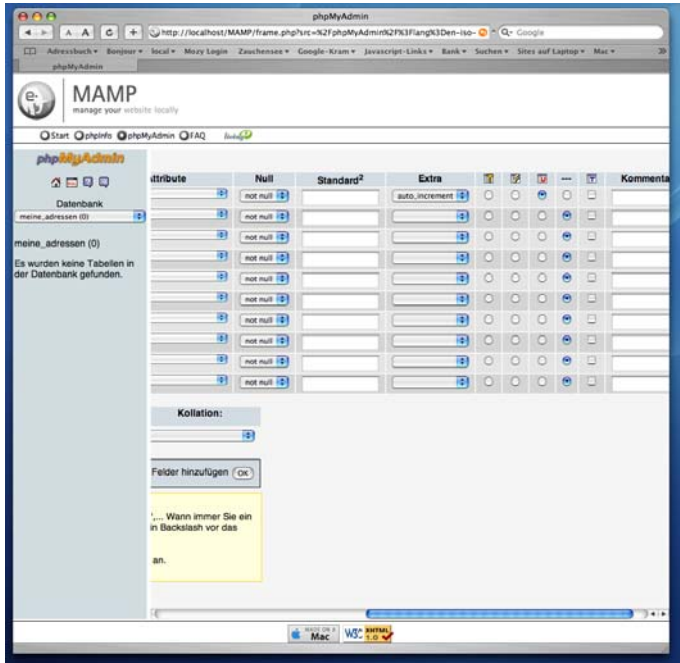 phpMyAdmin
http://localhost/MAMP/frame.php?src=%2FphpMyAdmin%2F%3Flang%3Den-iso-
Google
Adressbuch Bonjour local Mozy Login Zauchensee Google-Kram Javascript-Links Bank Suchen Sites auf Laptop Mac
phpMyAdmin
MAMP
manage your website locally
Start phpInfo phpMyAdmin FAQ
phpMyAdmin
Datenbank
meine_adressen (0)
meine_adressen (0)
Es wurden keine Tabellen in
der Datenbank gefunden.
ttribute Null Standard² Extra --- Kommenta
not null auto_increment
not null
not null
not null
not null
not null
not null
not null
not null
not null
Kollation:
Felder hinzufügen OK
',... Wann immer Sie ein
in Backslash vor das
an.
MADE ON A
Mac
W3C XHTML
1.0